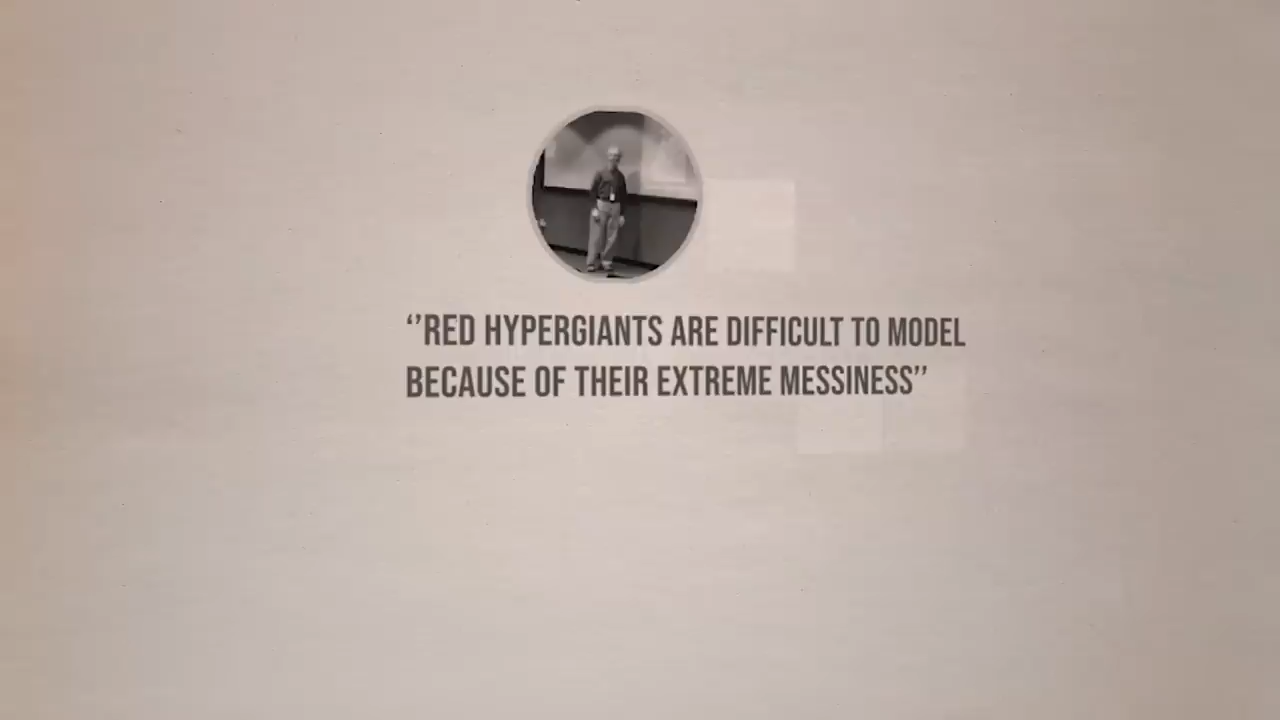 ‘’RED HYPERGIANTS ARE DIFFICULT TO MODEL
BECAUSE OF THEIR EXTREME MESSINESS’’